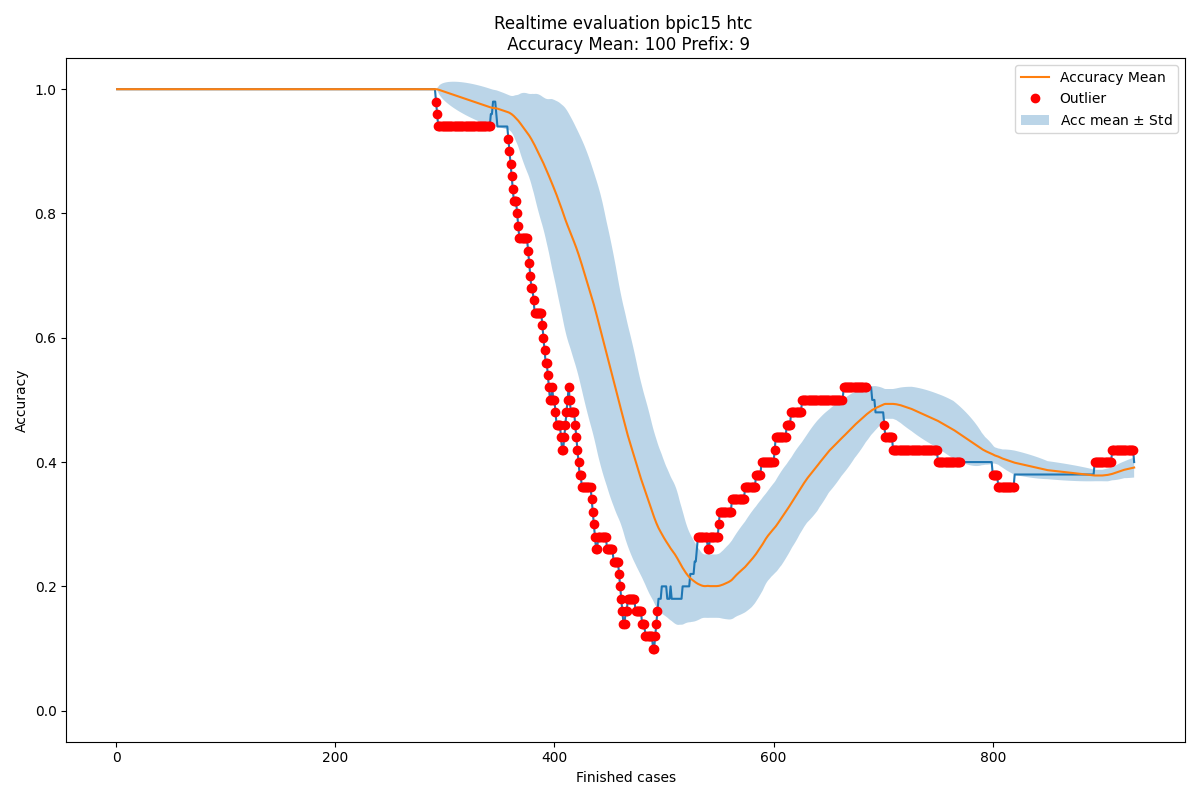 Realtime evaluation bpic15 htc
Accuracy Mean: 100 Prefix: 9
Accuracy Mean
Outlier
Acc mean ± Std
Accuracy
1.0
0.8
0.6
0.4
0.2
0.0
0 200 400 600 800
Finished cases